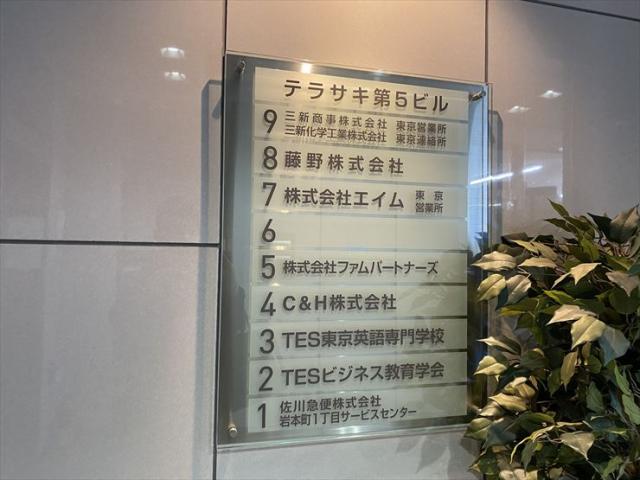 テラサキ第5ビル
9 三新商事株式会社 東京営業所
三新化学工業株式会社 東京連絡所
8 藤野株式会社
7 株式会社エイム 東京
営業所
6
5 株式会社ファムパートナーズ
4 C&H株式会社
3 TES東京英語専門学校
2 TESビジネス教育学会
1 佐川急便株式会社
岩本町1丁目サービスセンター